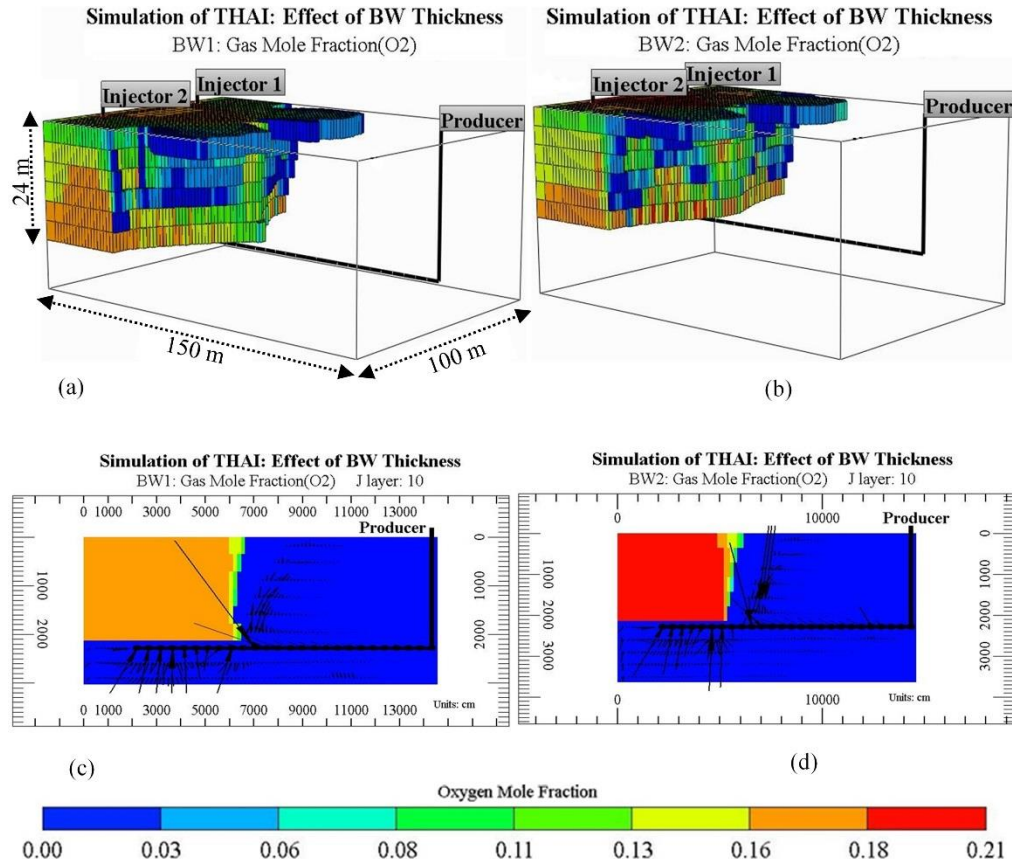 Simulation of THAI: Effect of BW Thickness
BW1: Gas Mole Fraction(O2)
Injector 2
Injector 1
Producer
24 m
150 m
100 m
(a)
Simulation of THAI: Effect of BW Thickness
BW2: Gas Mole Fraction(O2)
Injector 2
Injector 1
Producer
(b)
Simulation of THAI: Effect of BW Thickness
BW1: Gas Mole Fraction(O2) J layer: 10
0 1000 3000 5000 7000 9000 11000 13000
Producer
0
1000
2000
0
1000
2000
0 1000 3000 5000 7000 9000 11000 13000
Units: cm
(c)
Simulation of THAI: Effect of BW Thickness
BW2: Gas Mole Fraction(O2) J layer: 10
0 10000
Producer
0
1000
2000
3000
0
1000
2000
3000
0 10000
Units: cm
(d)
Oxygen Mole Fraction
0.00 0.03 0.06 0.08 0.11 0.13 0.16 0.18 0.21